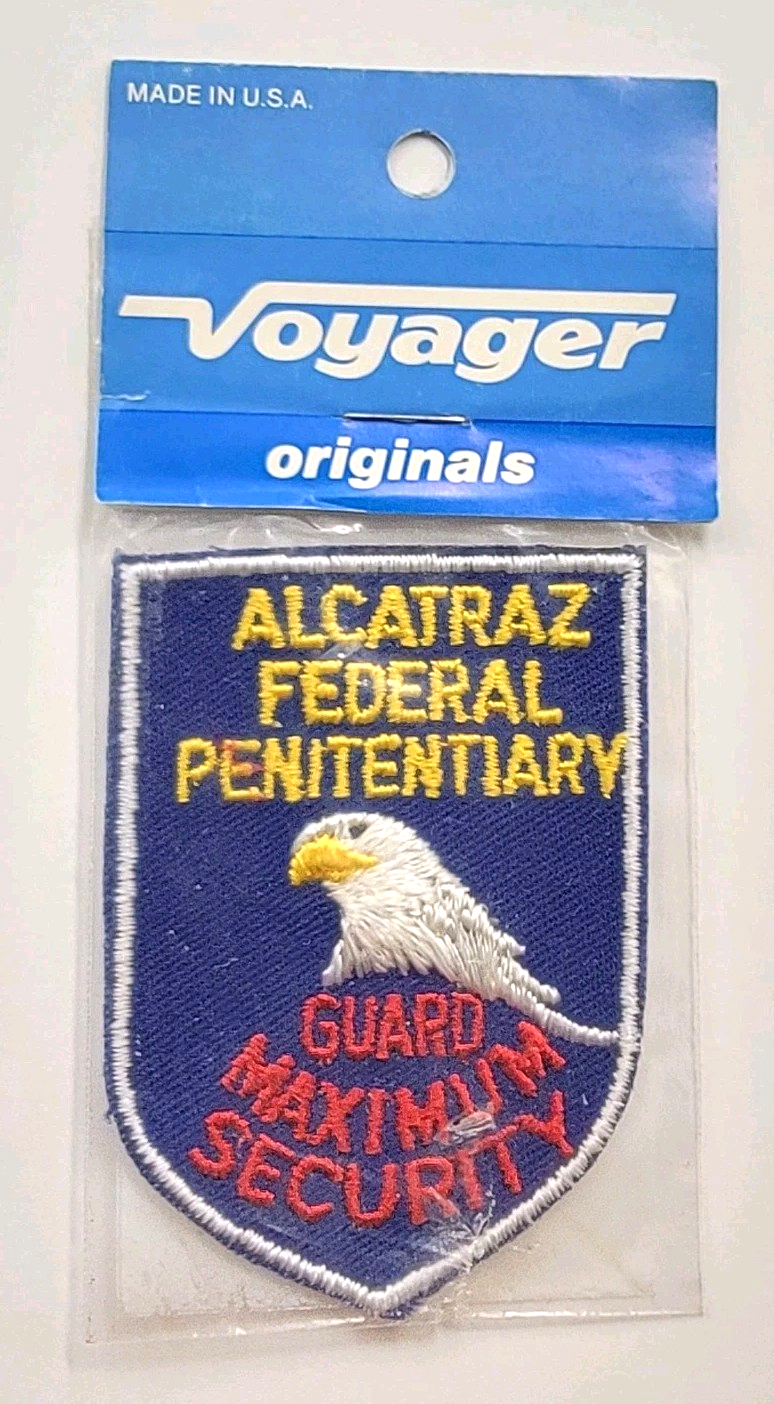 MADE IN U.S.A.
Voyager
originals
ALCATRAZ
FEDERAL
PENITENTIARY
GUARD
MAXIMUM
SECURITY